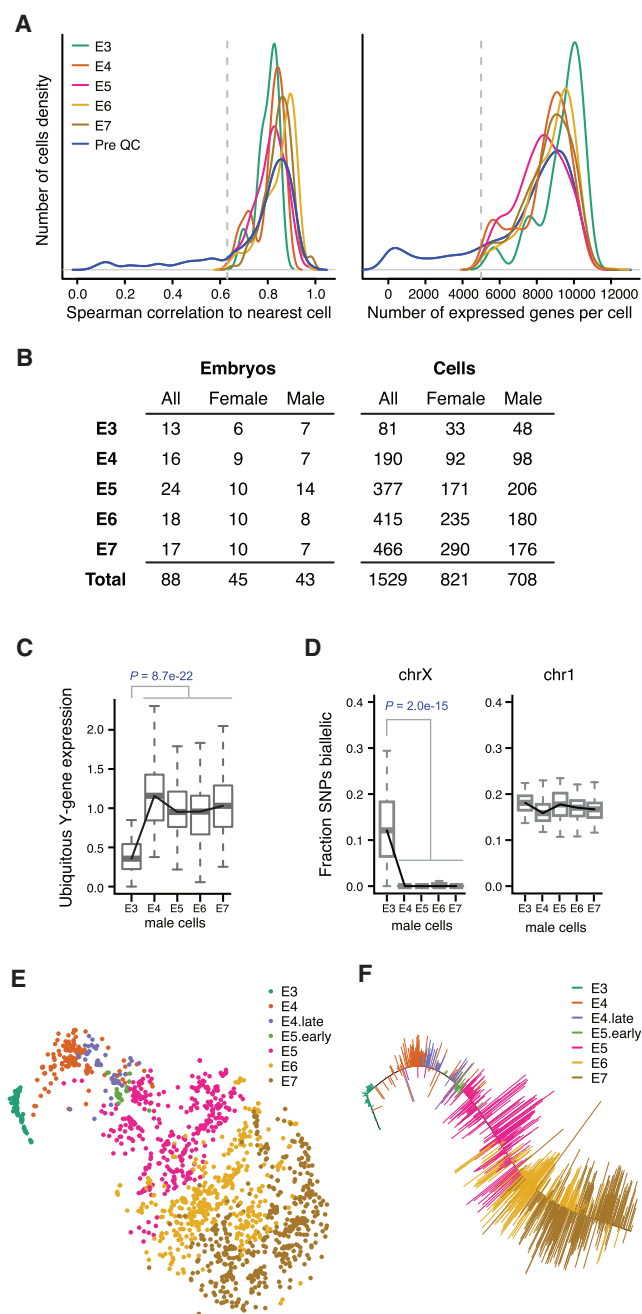 A
Number of cells density
E3
E4
E5
E6
E7
Pre QC
0.0 0.2 0.4 0.6 0.8 1.0
Spearman correlation to nearest cell
0 2000 4000 6000 8000 10000 12000
Number of expressed genes per cell
B
Embryos Cells
All Female Male All Female Male
E3 13 6 7 81 33 48
E4 16 9 7 190 92 98
E5 24 10 14 377 171 206
E6 18 10 8 415 235 180
E7 17 10 7 466 290 176
Total 88 45 43 1529 821 708
C
P = 8.7e-22
Ubiquitous Y-gene expression
2.0
1.5
1.0
0.5
0.0
E3 E4 E5 E6 E7
male cells
D
chrX
P = 2.0e-15
Fraction SNPs biallelic
0.4
0.3
0.2
0.1
0.0
E3 E4 E5 E6 E7
male cells
chr1
0.4
0.3
0.2
0.1
0.0
E3 E4 E5 E6 E7
male cells
E
E3
E4
E4.late
E5.early
E5
E6
E7
F
E3
E4
E4.late
E5.early
E5
E6
E7